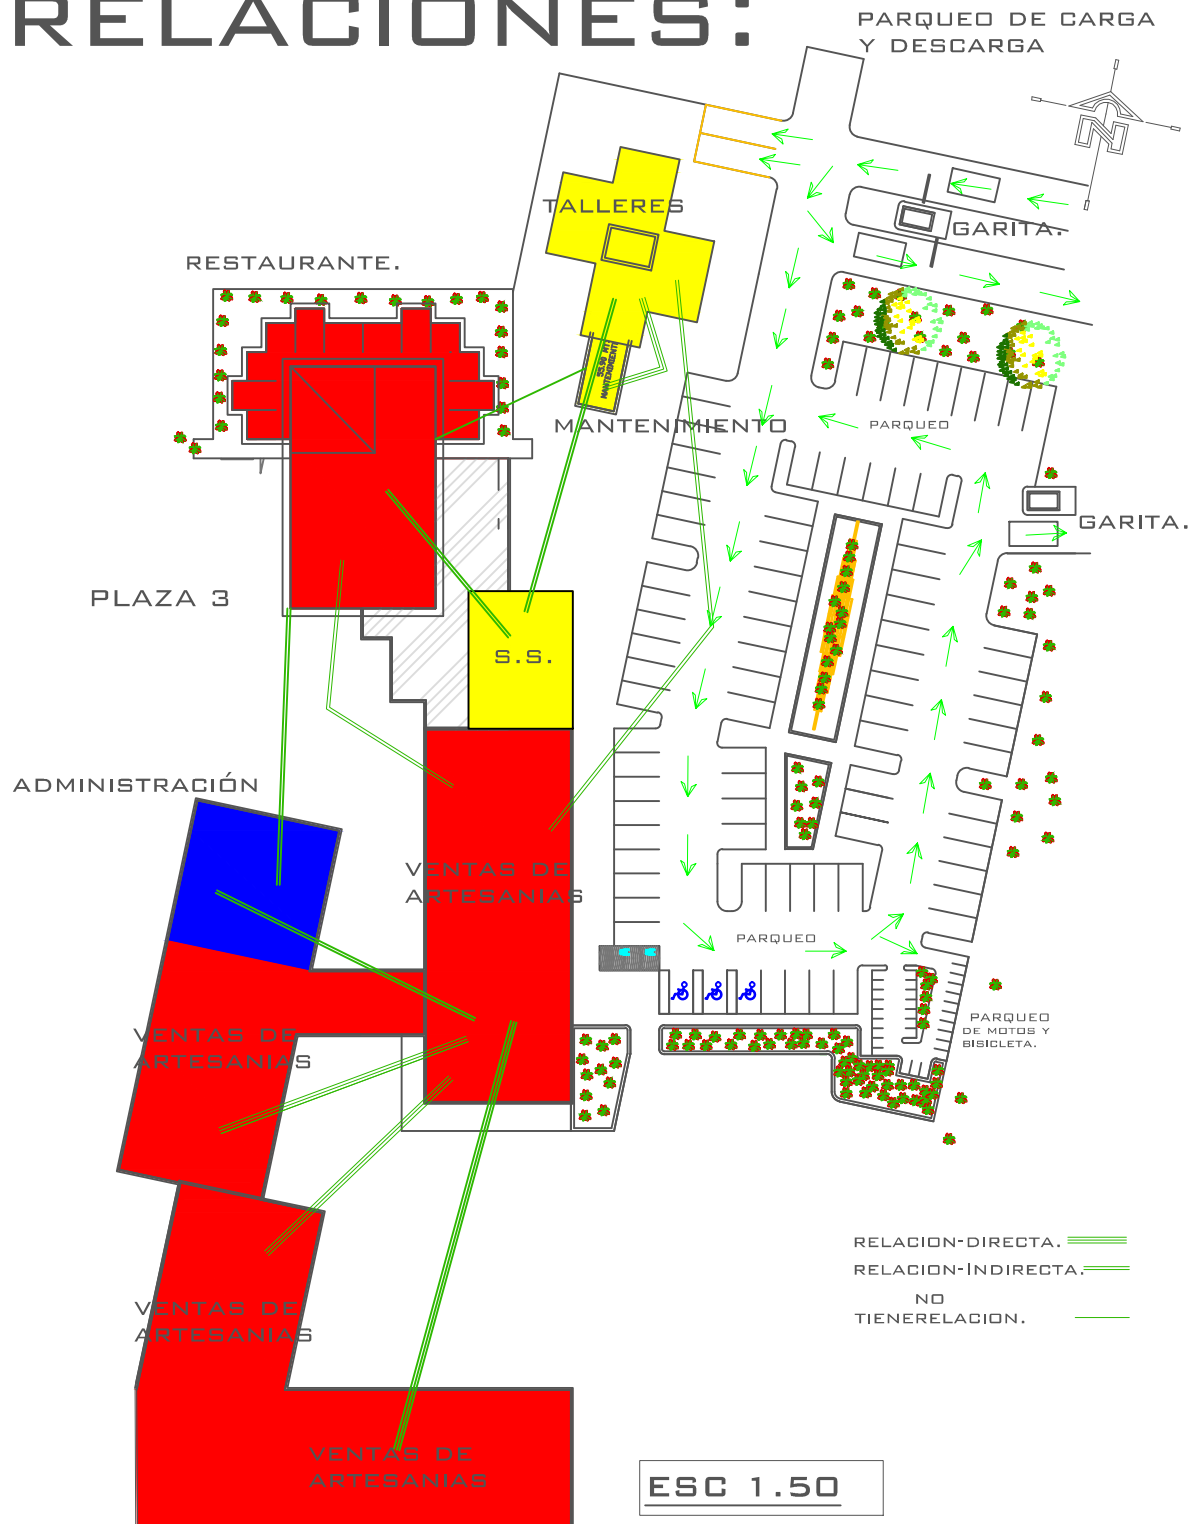 RELACIONES:
PARQUEO DE CARGA
Y DESCARGA
N
TALLERES
GARITA.
RESTAURANTE.
MANTENIMIENTO
PARQUEO
GARITA.
PLAZA 3
S.S.
ADMINISTRACIÓN
VENTAS DE
ARTESANIAS
PARQUEO
VENTAS DE
ARTESANIAS
PARQUEO
DE MOTOS Y
BISICLETA.
RELACION-DIRECTA.
RELACION-INDIRECTA.
NO
TIENERELACION.
VENTAS DE
ARTESANIAS
VENTAS DE
ARTESANIAS
ESC 1.50